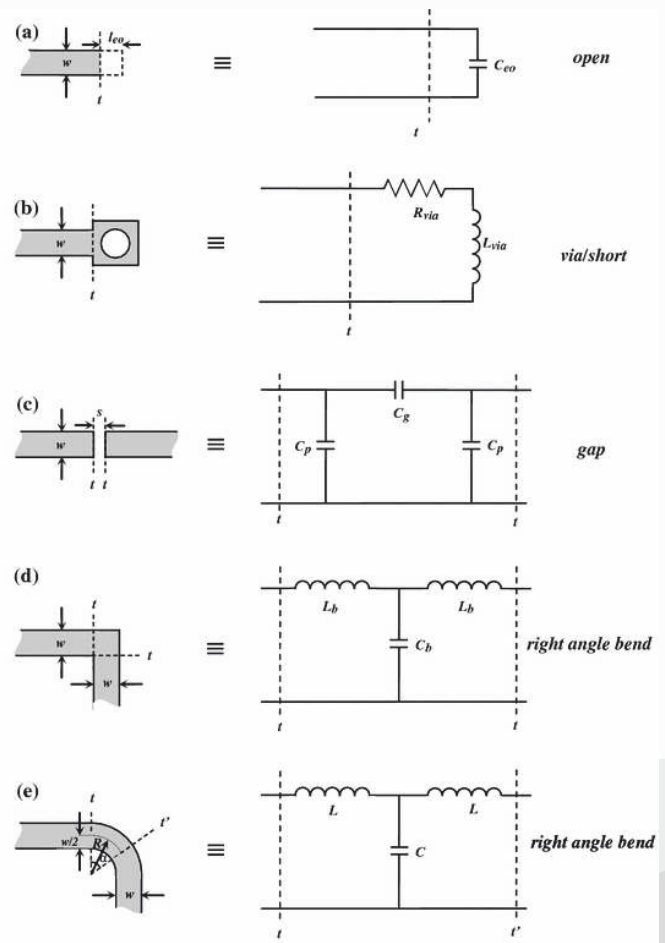 (a)
l_eo
w
t
≡
C_eo
t
open
(b)
w
t
≡
R_via
L_via
t
via/short
(c)
s
w
t t
≡
C_g
C_p
C_p
t
t
gap
(d)
t
w
t
w
≡
L_b
L_b
C_b
t
t
right angle bend
(e)
t
t'
w/2
R
α
w
≡
L
L
C
t
t'
right angle bend